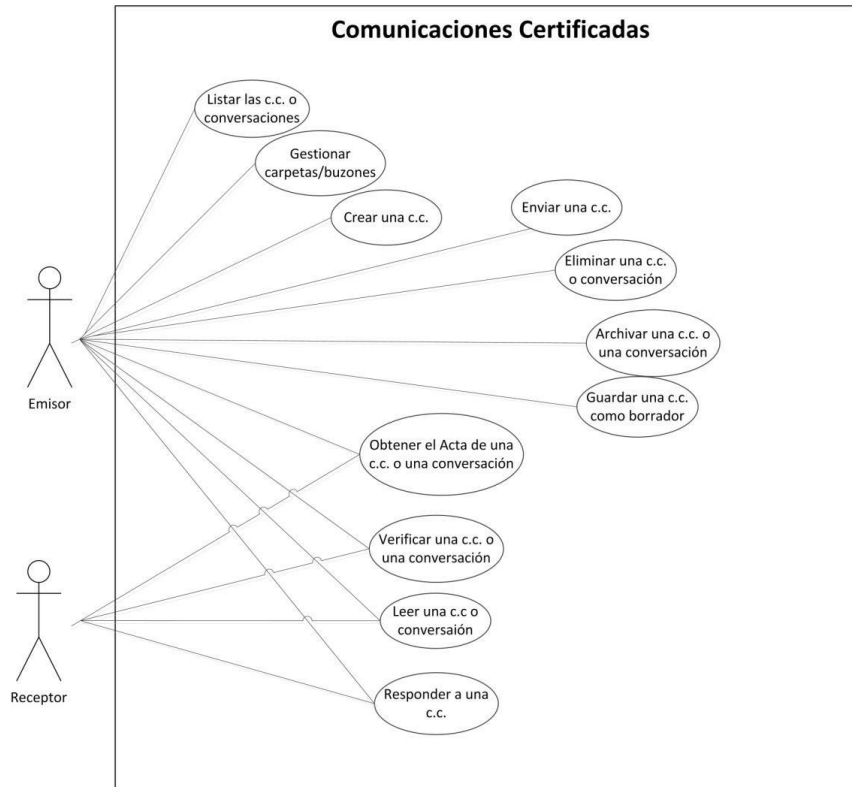 Comunicaciones Certificadas
Listar las c.c. o
conversaciones
Gestionar
carpetas/buzones
Crear una c.c.
Enviar una c.c.
Eliminar una c.c.
o conversación
Archivar una c.c. o
una conversación
Guardar una c.c.
como borrador
Emisor
Obtener el Acta de una
c.c. o una conversación
Verificar una c.c. o
una conversación
Leer una c.c o
conversaión
Responder a una
c.c.
Receptor